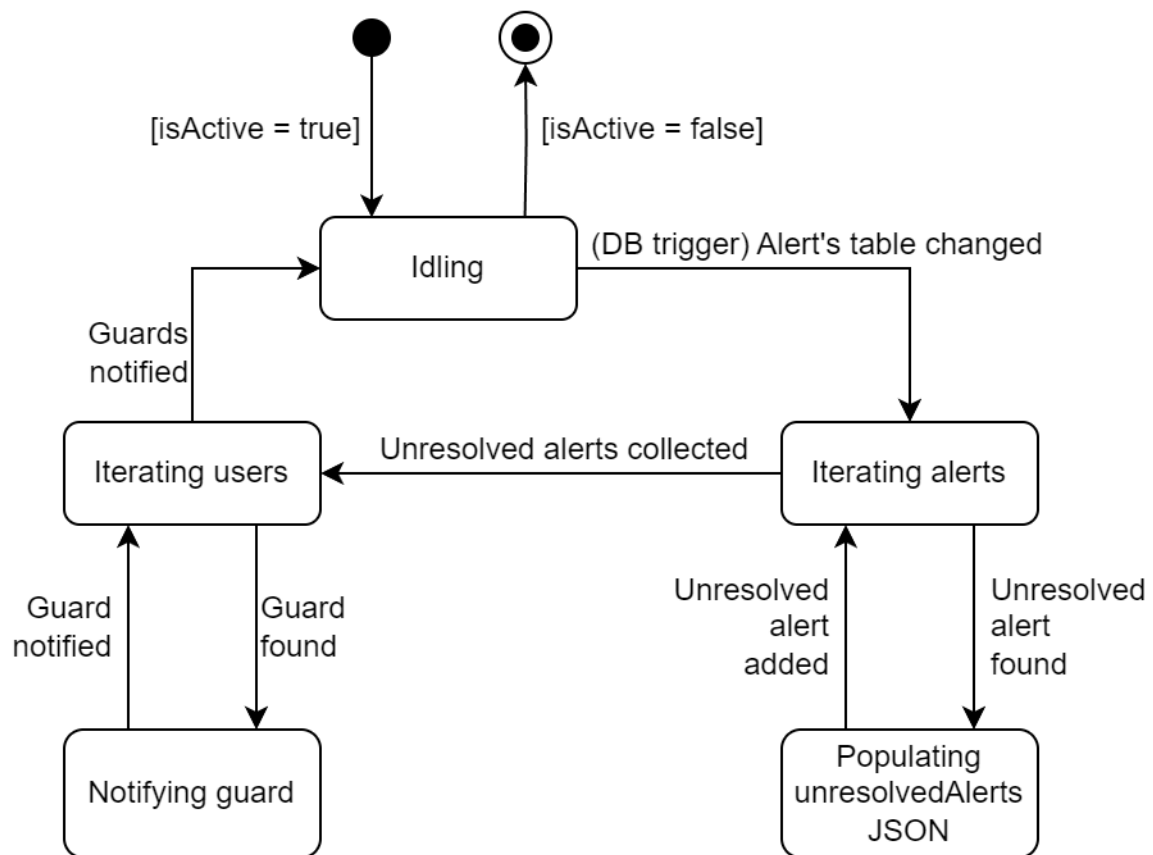 [isActive = true]
[isActive = false]
(DB trigger) Alert's table changed
Idling
Guards
notified
Unresolved alerts collected
Iterating users
Iterating alerts
Guard
notified
Guard
found
Unresolved
alert
added
Unresolved
alert
found
Notifying guard
Populating
unresolvedAlerts
JSON